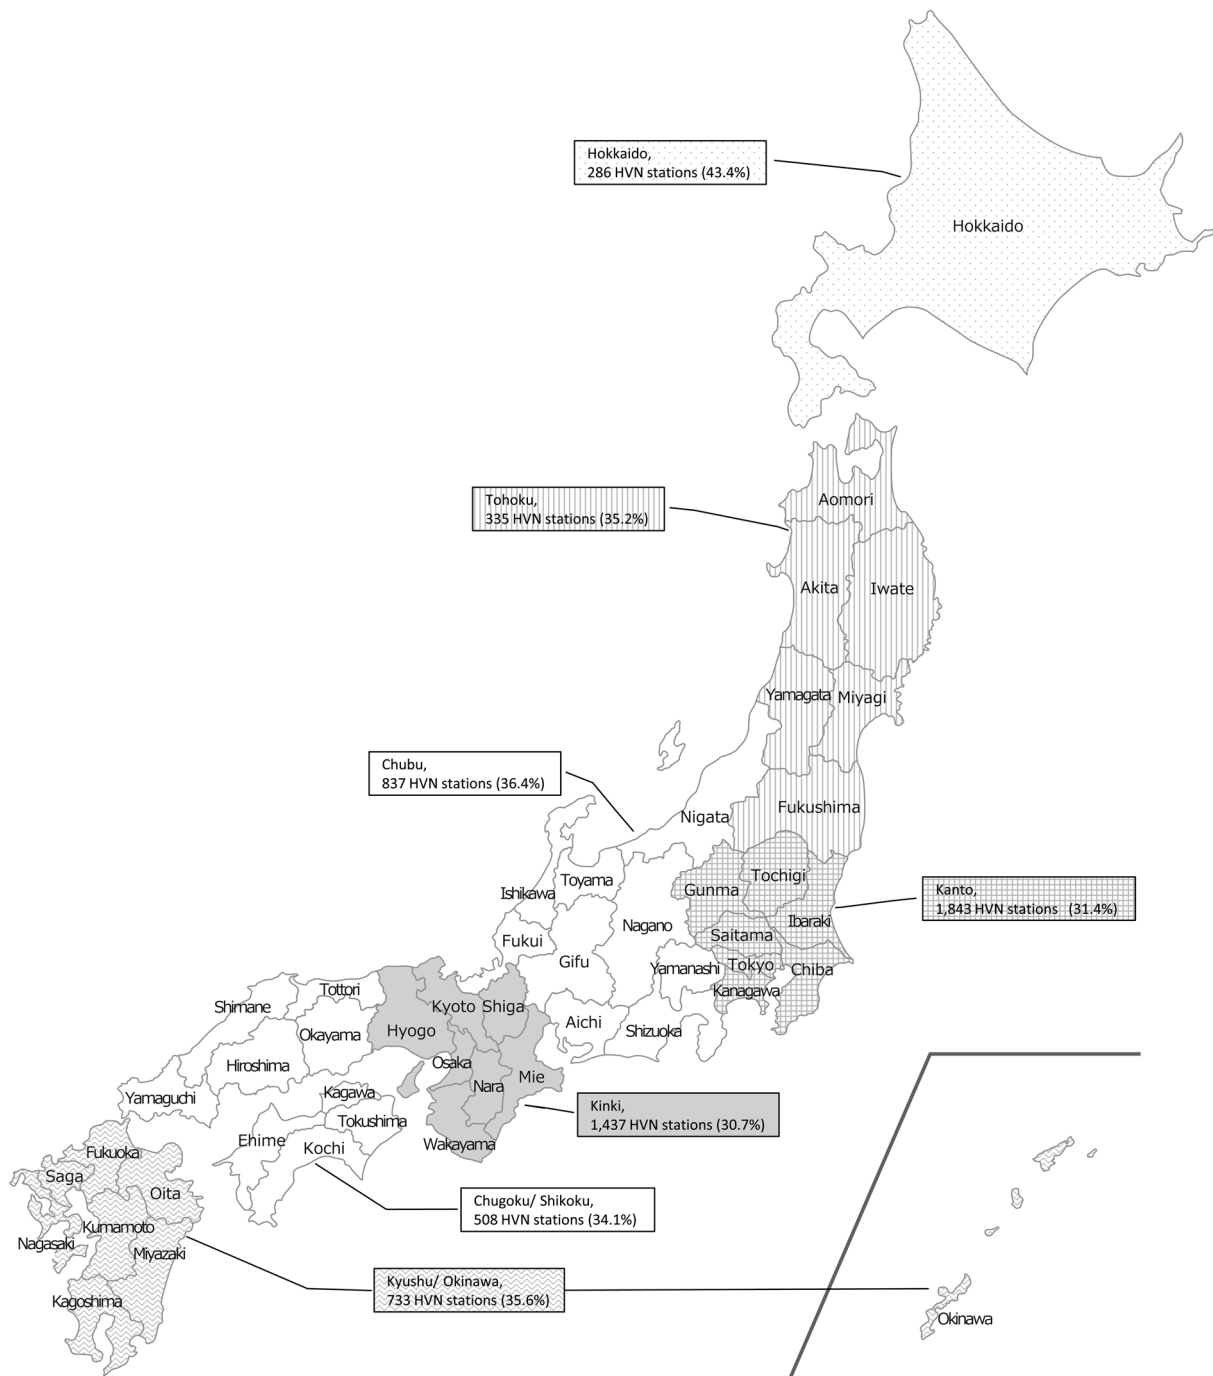 Hokkaido,
286 HVN stations (43.4%)
Hokkaido
Tohoku,
335 HVN stations (35.2%)
Aomori
Akita
Iwate
Yamagata
Miyagi
Chubu,
837 HVN stations (36.4%)
Nigata
Fukushima
Ishikawa
Toyama
Gunma
Tochigi
Kanto,
1,843 HVN stations (31.4%)
Ibaraki
Nagano
Saitama
Fukui
Gifu
Yamanashi
Tokyo
Chiba
Kanagawa
Tottori
Shimane
Kyoto
Shiga
Hyogo
Aichi
Shizuoka
Okayama
Hiroshima
Osaka
Nara
Mie
Yamaguchi
Kagawa
Tokushima
Kinki,
1,437 HVN stations (30.7%)
Ehime
Kochi
Wakayama
Fukuoka
Saga
Oita
Chugoku/ Shikoku,
508 HVN stations (34.1%)
Kumamoto
Nagasaki
Miyazaki
Kyushu/ Okinawa,
733 HVN stations (35.6%)
Kagoshima
Okinawa